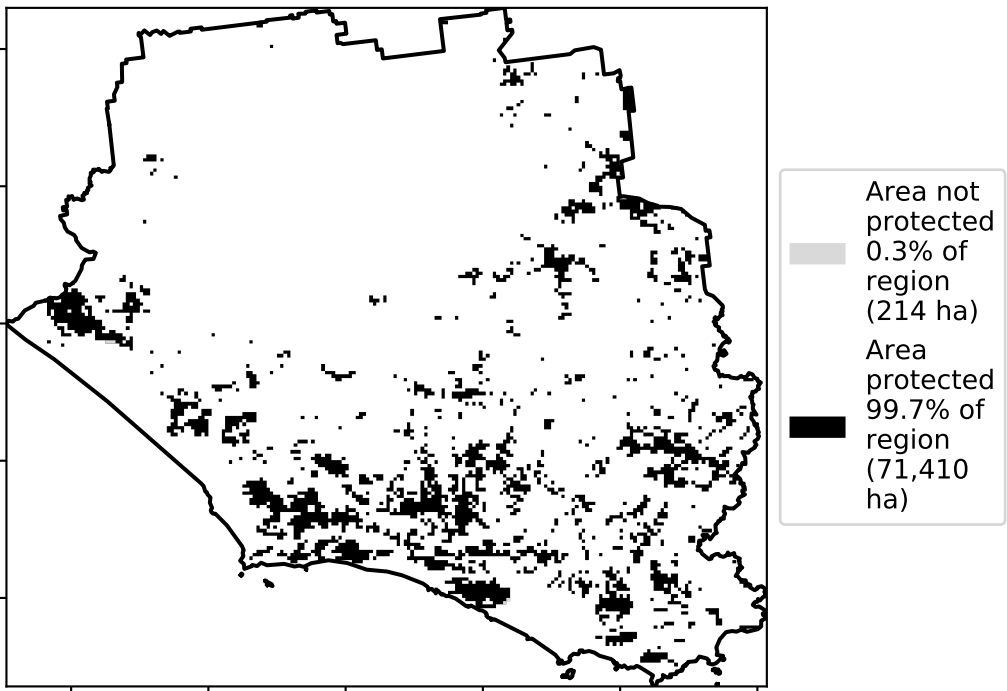 Area not
protected
0.3% of
region
(214 ha)
Area
protected
99.7% of
region
(71,410
ha)